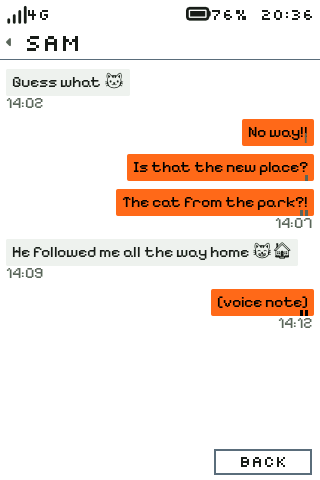 4G 76% 20:36
SAM
Guess what 🐱
14:02
No way!!
Is that the new place?
The cat from the park?!
14:07
He followed me all the way home 🐱🏠
14:09
(voice note)
14:12
BACK